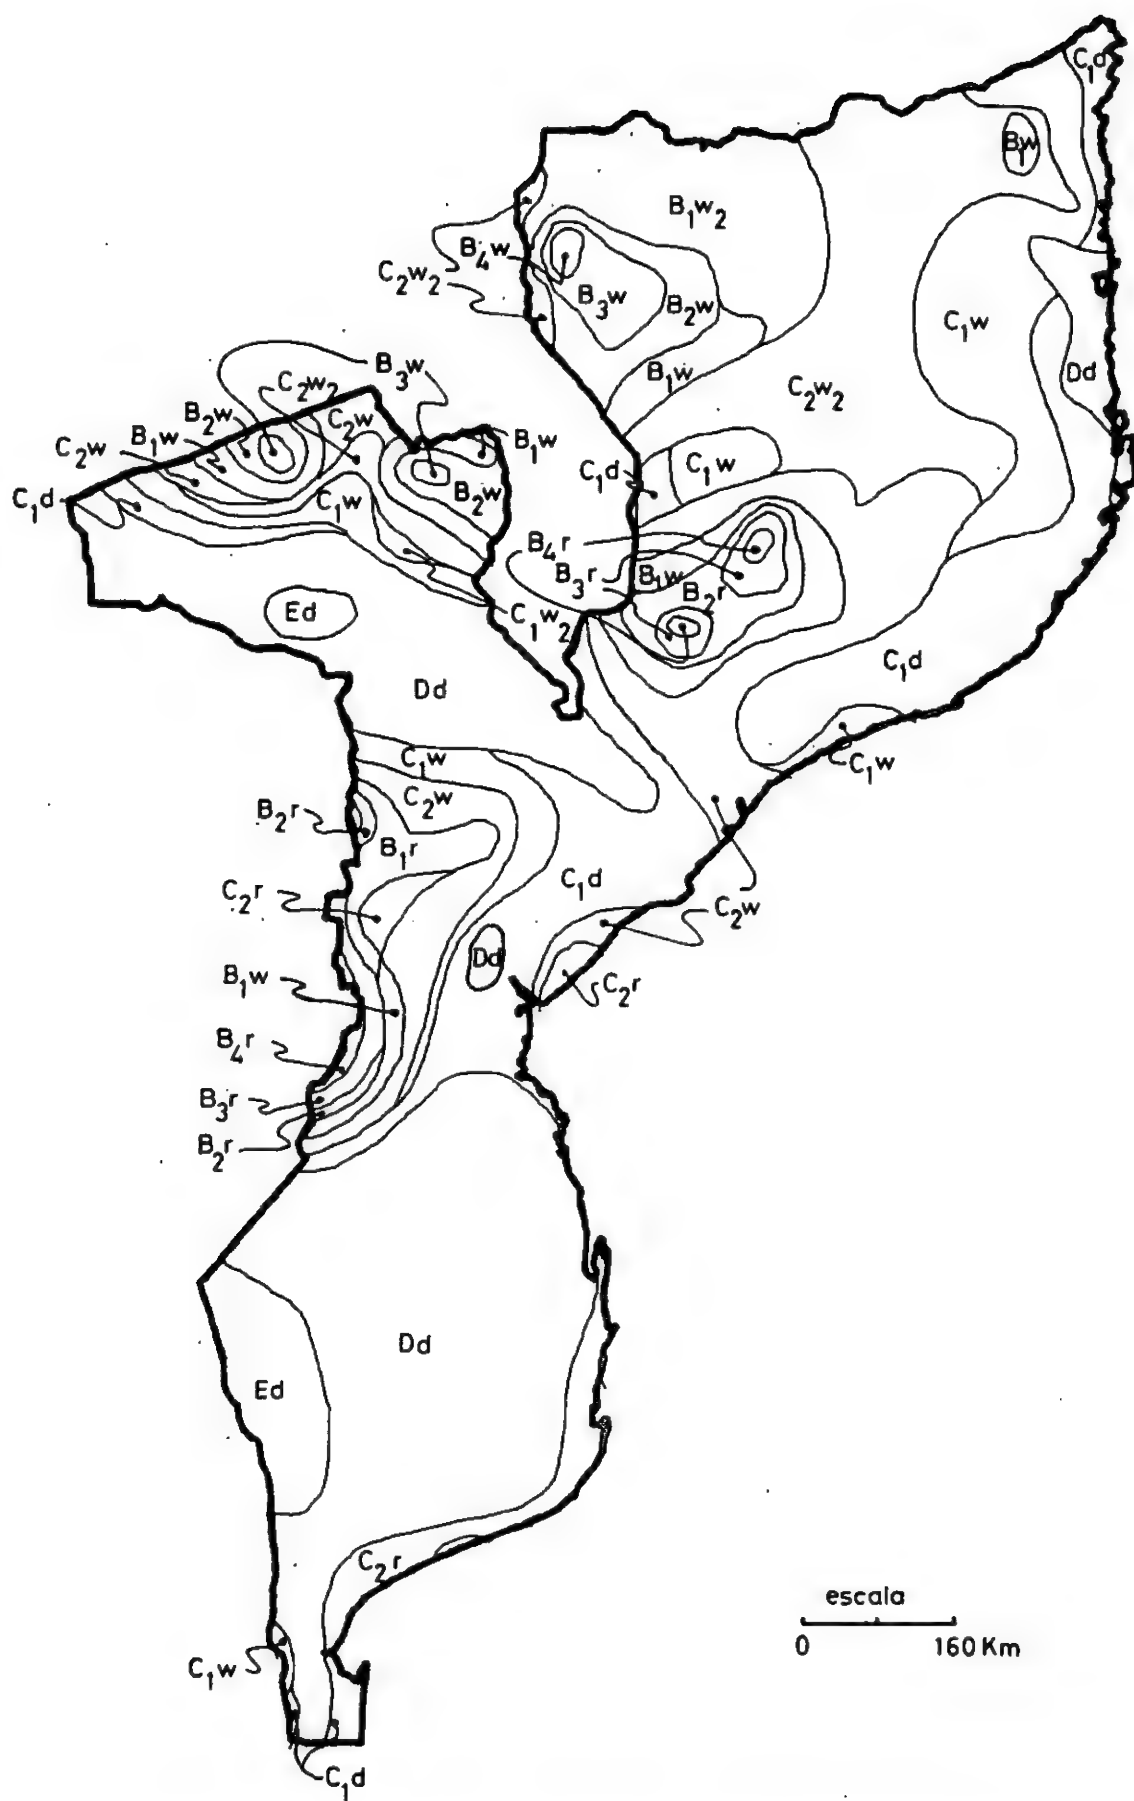 C₁d
B₁w
B₁w₂
B₄w
C₂w₂
B₃w
B₂w
C₁w
Dd
B₁w
C₂w₂
B₃w
C₂w₂
B₂w
C₂w
B₁w
C₂w
B₁w
C₁d
C₁w
B₂w
C₁d
C₁w
B₄r
B₃r
B₁w
B₂r
Ed
C₁w₂
C₁d
Dd
C₁w
C₁w
C₂w
B₂r
B₁r
C₂r
C₁d
C₂w
Dd
B₁w
C₂r
B₄r
B₃r
B₂r
Dd
Ed
C₂r
escala
0 160 Km
C₁w
C₁d